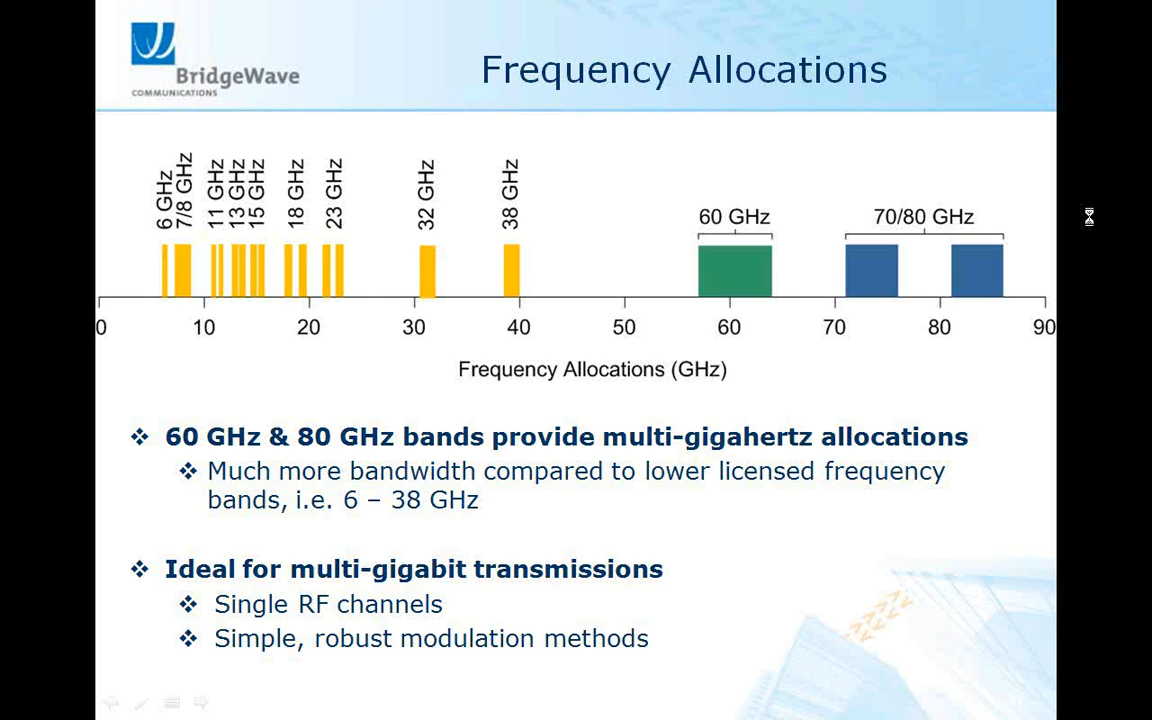 BridgeWave
COMMUNICATIONS
Frequency Allocations
6 GHz
7/8 GHz
11 GHz
13 GHz
15 GHz
18 GHz
23 GHz
32 GHz
38 GHz
60 GHz
70/80 GHz
0 10 20 30 40 50 60 70 80 90
Frequency Allocations (GHz)
❖ 60 GHz & 80 GHz bands provide multi-gigahertz allocations
❖ Much more bandwidth compared to lower licensed frequency
bands, i.e. 6 – 38 GHz
❖ Ideal for multi-gigabit transmissions
❖ Single RF channels
❖ Simple, robust modulation methods